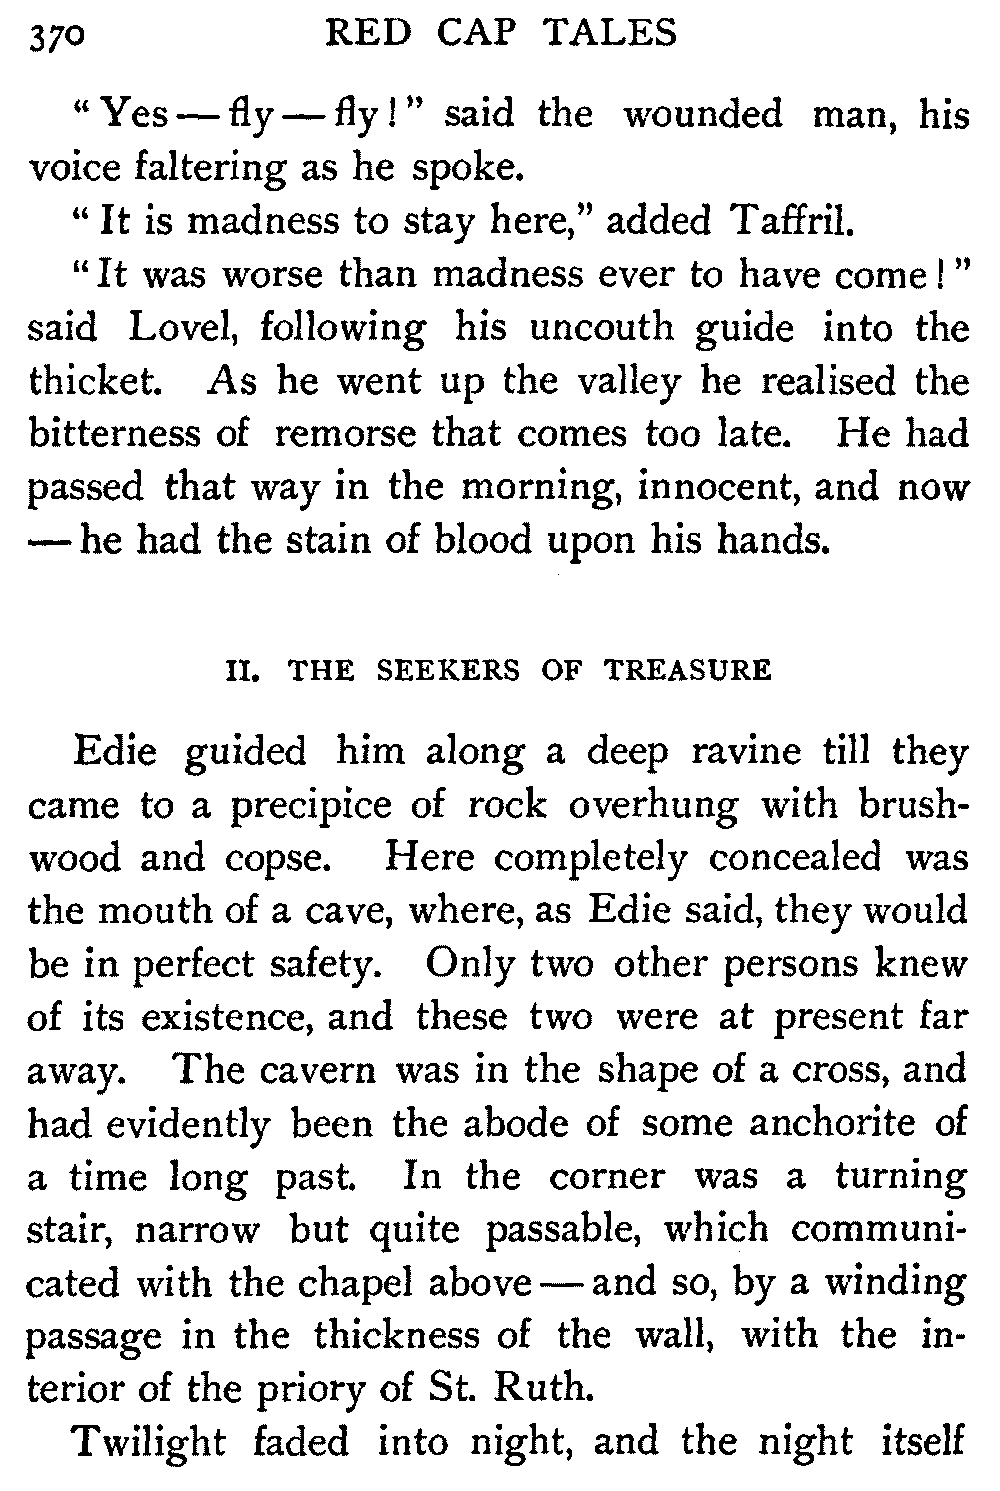 370 RED CAP TALES
“Yes — fly — fly!” said the wounded man, his
voice faltering as he spoke.
“It is madness to stay here,” added Taffril.
“It was worse than madness ever to have come!”
said Lovel, following his uncouth guide into the
thicket. As he went up the valley he realised the
bitterness of remorse that comes too late. He had
passed that way in the morning, innocent, and now
— he had the stain of blood upon his hands.
II. THE SEEKERS OF TREASURE
Edie guided him along a deep ravine till they
came to a precipice of rock overhung with brush-
wood and copse. Here completely concealed was
the mouth of a cave, where, as Edie said, they would
be in perfect safety. Only two other persons knew
of its existence, and these two were at present far
away. The cavern was in the shape of a cross, and
had evidently been the abode of some anchorite of
a time long past. In the corner was a turning
stair, narrow but quite passable, which communi-
cated with the chapel above — and so, by a winding
passage in the thickness of the wall, with the in-
terior of the priory of St. Ruth.
Twilight faded into night, and the night itself